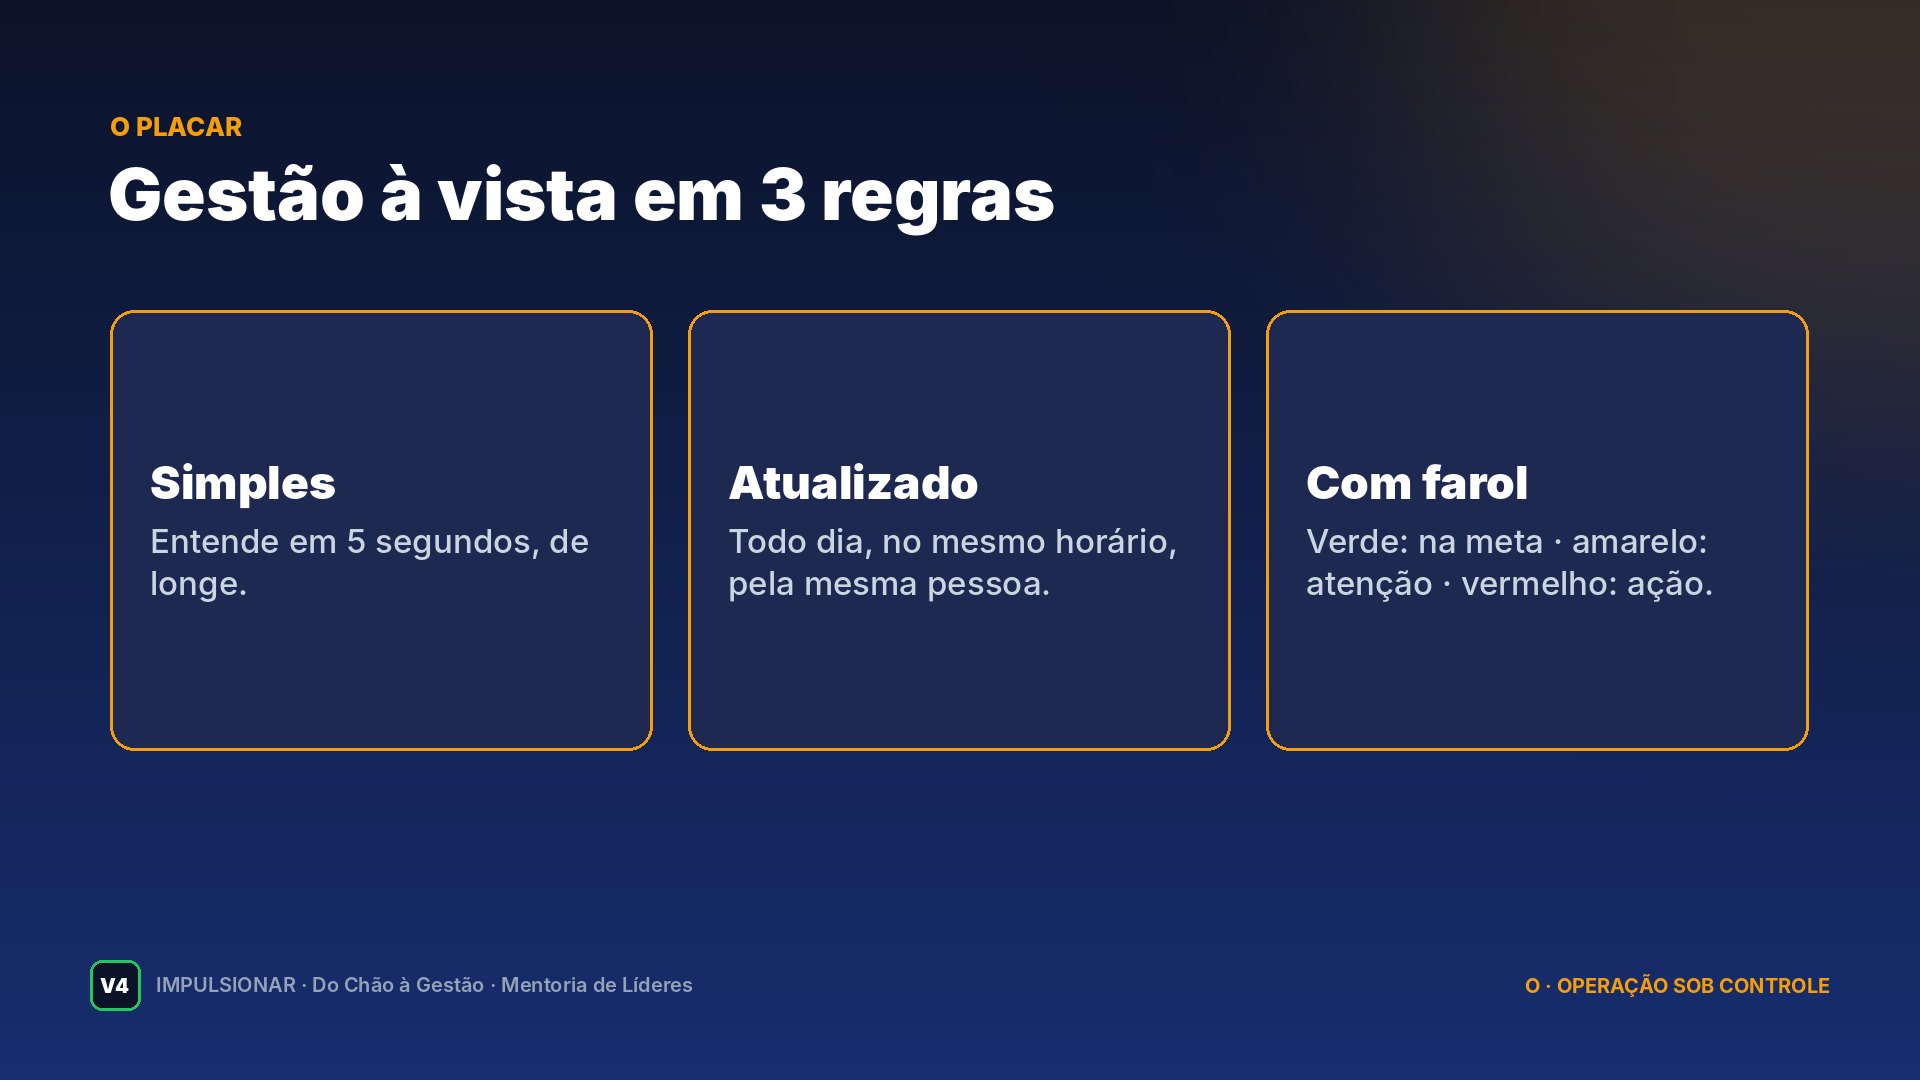 O PLACAR
Gestão à vista em 3 regras
Simples
Entende em 5 segundos, de
longe.
Atualizado
Todo dia, no mesmo horário,
pela mesma pessoa.
Com farol
Verde: na meta · amarelo:
atenção · vermelho: ação.
V4
IMPULSIONAR · Do Chão à Gestão · Mentoria de Líderes
O · OPERAÇÃO SOB CONTROLE